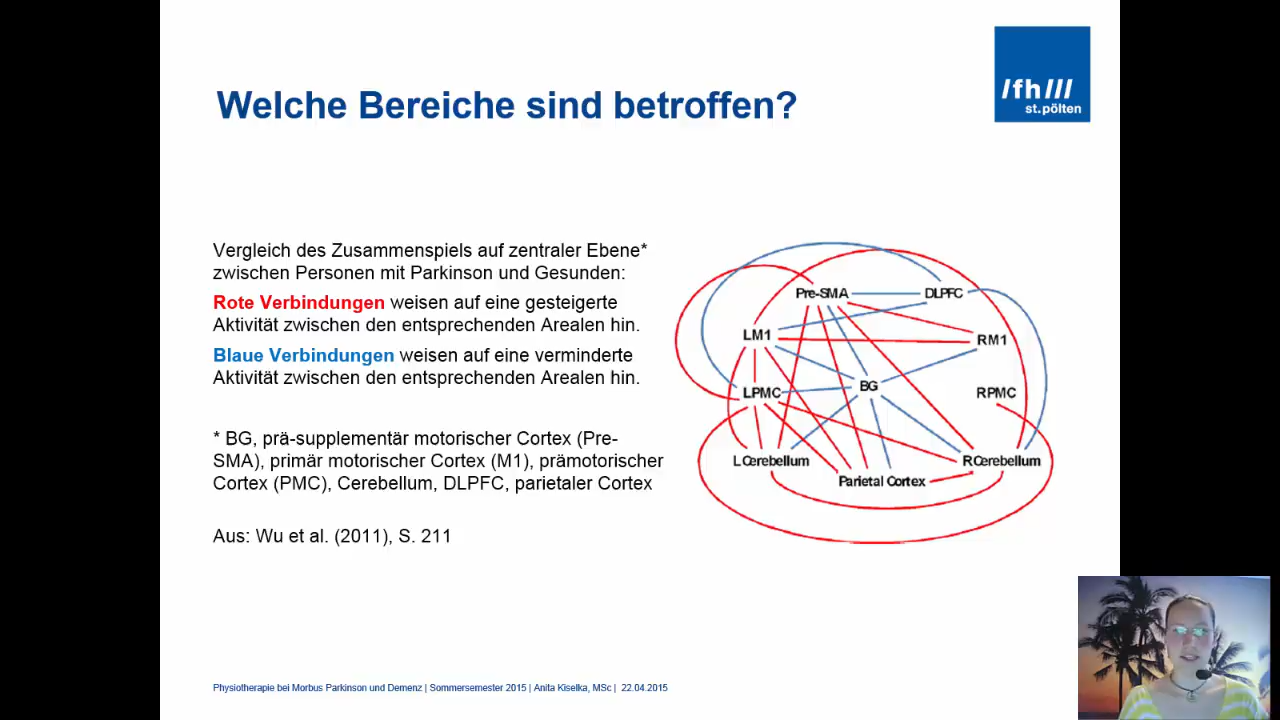 /fh///
st.pölten
Welche Bereiche sind betroffen?
Vergleich des Zusammenspiels auf zentraler Ebene*
zwischen Personen mit Parkinson und Gesunden:
Rote Verbindungen weisen auf eine gesteigerte
Aktivität zwischen den entsprechenden Arealen hin.
Blaue Verbindungen weisen auf eine verminderte
Aktivität zwischen den entsprechenden Arealen hin.
* BG, prä-supplementär motorischer Cortex (Pre-
SMA), primär motorischer Cortex (M1), prämotorischer
Cortex (PMC), Cerebellum, DLPFC, parietaler Cortex
Aus: Wu et al. (2011), S. 211
Pre-SMA
DLPFC
LM1
RM1
BG
LPMC
RPMC
LCerebellum
RCerebellum
Parietal Cortex
Physiotherapie bei Morbus Parkinson und Demenz | Sommersemester 2015 | Anita Kiselka, MSc | 22.04.2015